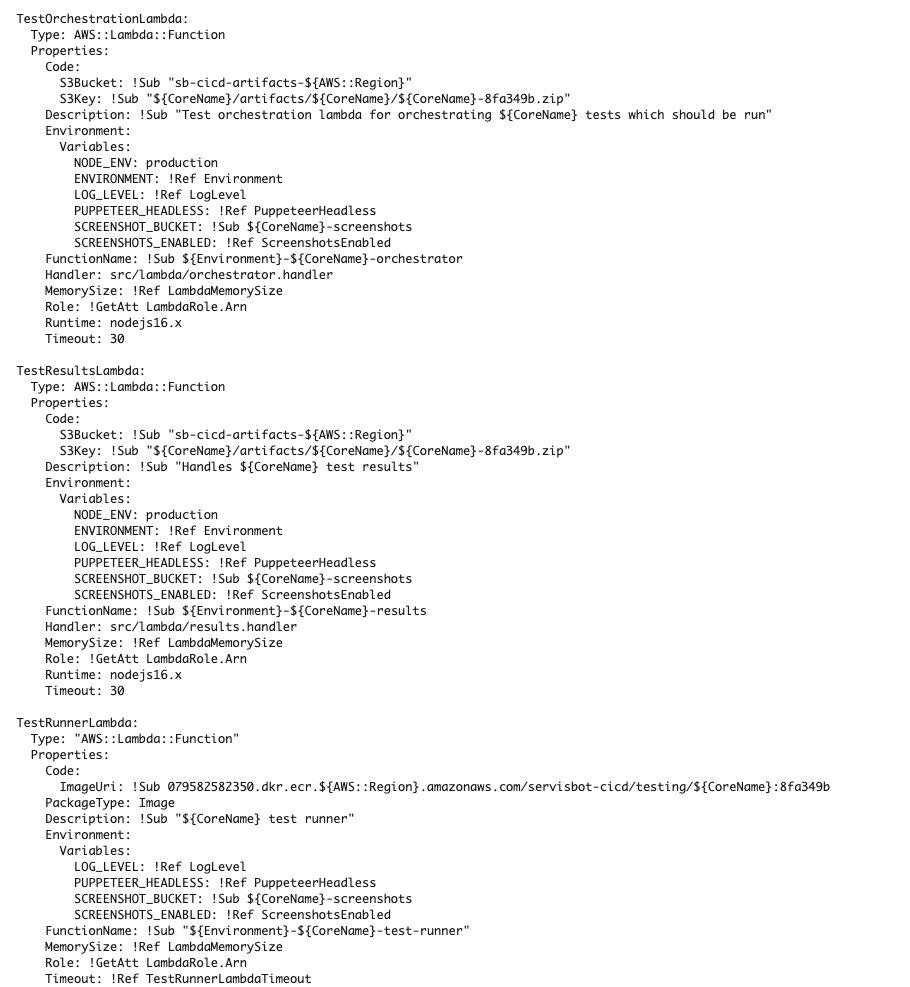 TestOrchestrationLambda:
  Type: AWS::Lambda::Function
  Properties:
    Code:
      S3Bucket: !Sub "sb-cicd-artifacts-${AWS::Region}"
      S3Key: !Sub "${CoreName}/artifacts/${CoreName}/${CoreName}-8fa349b.zip"
    Description: !Sub "Test orchestration lambda for orchestrating ${CoreName} tests which should be run"
    Environment:
      Variables:
        NODE_ENV: production
        ENVIRONMENT: !Ref Environment
        LOG_LEVEL: !Ref LogLevel
        PUPPETEER_HEADLESS: !Ref PuppeteerHeadless
        SCREENSHOT_BUCKET: !Sub ${CoreName}-screenshots
        SCREENSHOTS_ENABLED: !Ref ScreenshotsEnabled
    FunctionName: !Sub ${Environment}-${CoreName}-orchestrator
    Handler: src/lambda/orchestrator.handler
    MemorySize: !Ref LambdaMemorySize
    Role: !GetAtt LambdaRole.Arn
    Runtime: nodejs16.x
    Timeout: 30

TestResultsLambda:
  Type: AWS::Lambda::Function
  Properties:
    Code:
      S3Bucket: !Sub "sb-cicd-artifacts-${AWS::Region}"
      S3Key: !Sub "${CoreName}/artifacts/${CoreName}/${CoreName}-8fa349b.zip"
    Description: !Sub "Handles ${CoreName} test results"
    Environment:
      Variables:
        NODE_ENV: production
        ENVIRONMENT: !Ref Environment
        LOG_LEVEL: !Ref LogLevel
        PUPPETEER_HEADLESS: !Ref PuppeteerHeadless
        SCREENSHOT_BUCKET: !Sub ${CoreName}-screenshots
        SCREENSHOTS_ENABLED: !Ref ScreenshotsEnabled
    FunctionName: !Sub ${Environment}-${CoreName}-results
    Handler: src/lambda/results.handler
    MemorySize: !Ref LambdaMemorySize
    Role: !GetAtt LambdaRole.Arn
    Runtime: nodejs16.x
    Timeout: 30

TestRunnerLambda:
  Type: "AWS::Lambda::Function"
  Properties:
    Code:
      ImageUri: !Sub 079582582350.dkr.ecr.${AWS::Region}.amazonaws.com/servisbot-cicd/testing/${CoreName}:8fa349b
    PackageType: Image
    Description: !Sub "${CoreName} test runner"
    Environment:
      Variables:
        LOG_LEVEL: !Ref LogLevel
        PUPPETEER_HEADLESS: !Ref PuppeteerHeadless
        SCREENSHOT_BUCKET: !Sub ${CoreName}-screenshots
        SCREENSHOTS_ENABLED: !Ref ScreenshotsEnabled
    FunctionName: !Sub "${Environment}-${CoreName}-test-runner"
    MemorySize: !Ref LambdaMemorySize
    Role: !GetAtt LambdaRole.Arn
    Timeout: !Ref TestRunnerLambdaTimeout